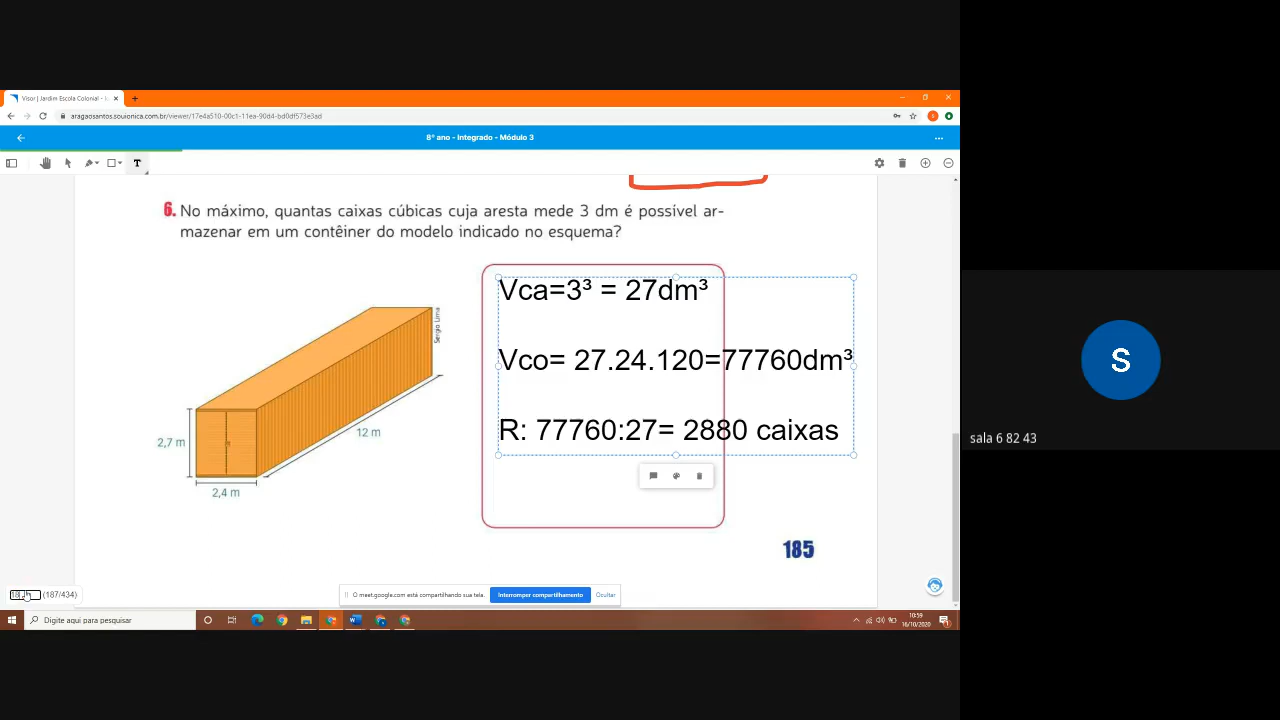 Visor | Jardim Escola Colonial - I
aragaosantos.souionica.com.br/viewer/17e4a510-00c1-11ea-90d4-bd0df573e3ad
8º ano - Integrado - Módulo 3
T
6. No máximo, quantas caixas cúbicas cuja aresta mede 3 dm é possível ar-
mazenar em um contêiner do modelo indicado no esquema?
Sergio Lima
Vca=3³ = 27dm³
Vco= 27.24.120=77760dm³
R: 77760:27= 2880 caixas
2,7 m
12 m
2,4 m
185
(187/434)
O meet.google.com está compartilhando sua tela.
Interromper compartilhamento
Ocultar
Digite aqui para pesquisar
10:59
16/10/2020
S
sala 6 82 43